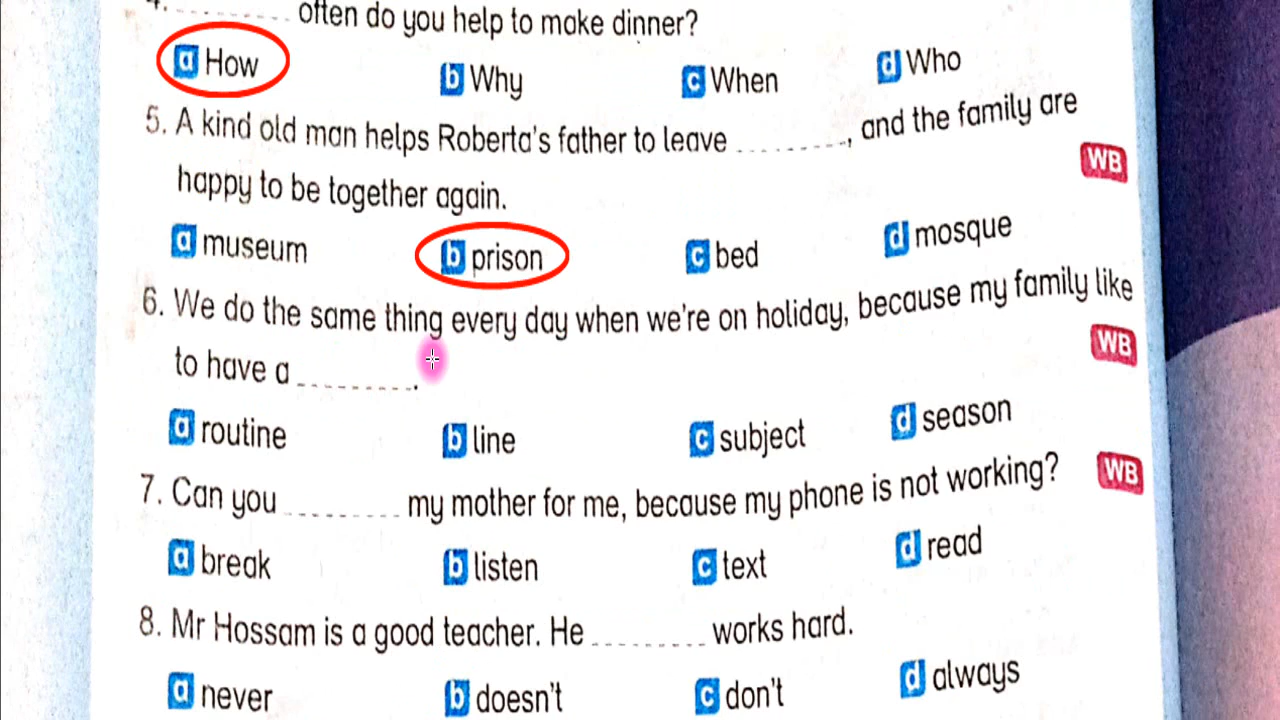 4. ........ often do you help to make dinner?
a How b Why c When d Who
5. A kind old man helps Roberta's father to leave ........, and the family are
happy to be together again. WB
a museum b prison c bed d mosque
6. We do the same thing every day when we're on holiday, because my family like
to have a ........ . WB
a routine b line c subject d season
7. Can you ........ my mother for me, because my phone is not working? WB
a break b listen c text d read
8. Mr Hossam is a good teacher. He ........ works hard.
a never b doesn't c don't d always